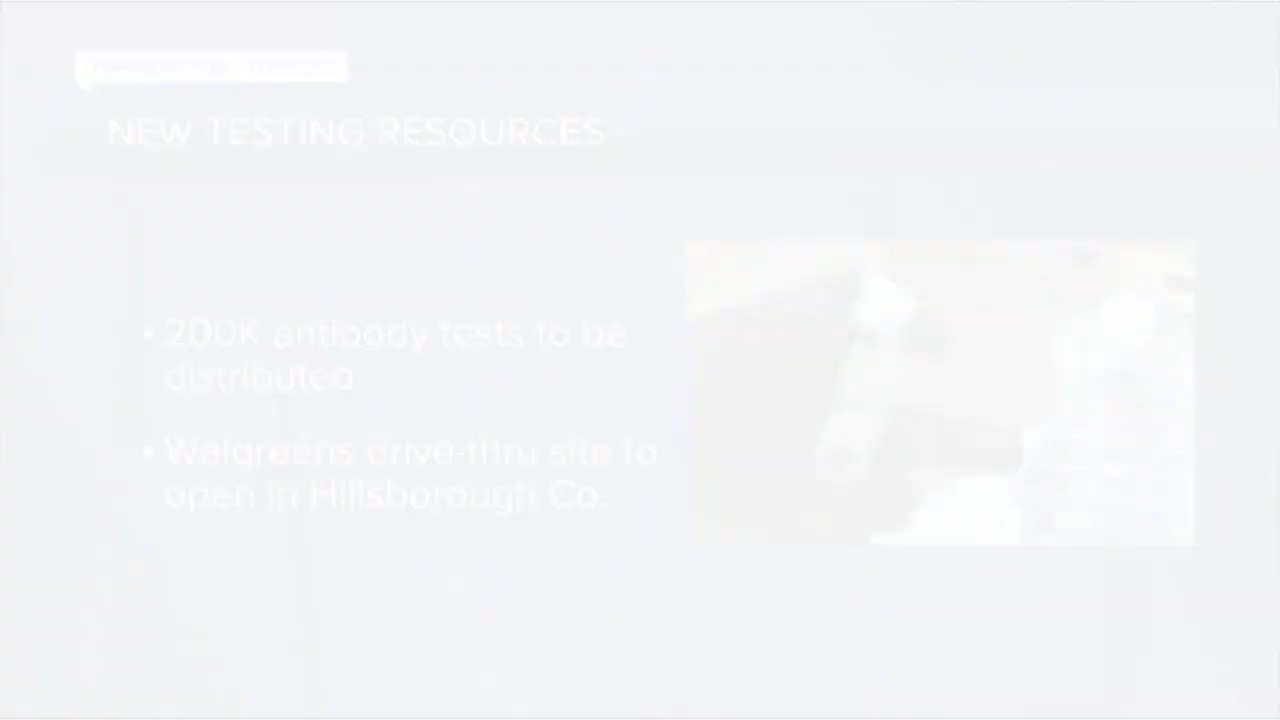 NEW TESTING RESOURCES
• 200K antibody tests to be
distributed
• Walgreens drive-thru site to
open in Hillsborough Co.